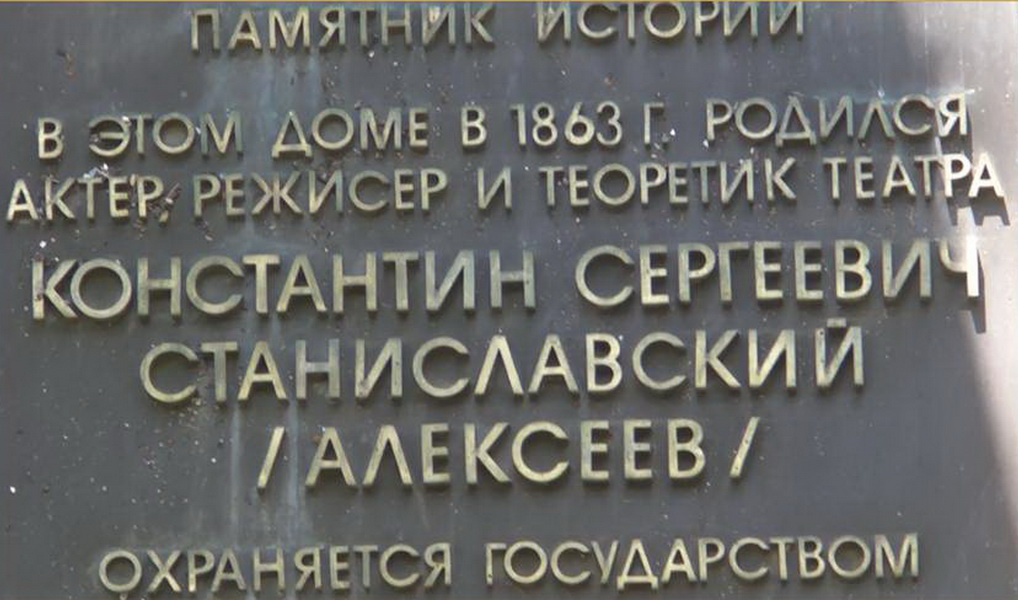 ПАМЯТНИК ИСТОРИИ
В ЭТОМ ДОМЕ В 1863 Г. РОДИЛСЯ
АКТЕР, РЕЖИСЕР И ТЕОРЕТИК ТЕАТРА
КОНСТАНТИН СЕРГЕЕВИЧ
СТАНИСЛАВСКИЙ
/АЛЕКСЕЕВ/
ОХРАНЯЕТСЯ ГОСУДАРСТВОМ